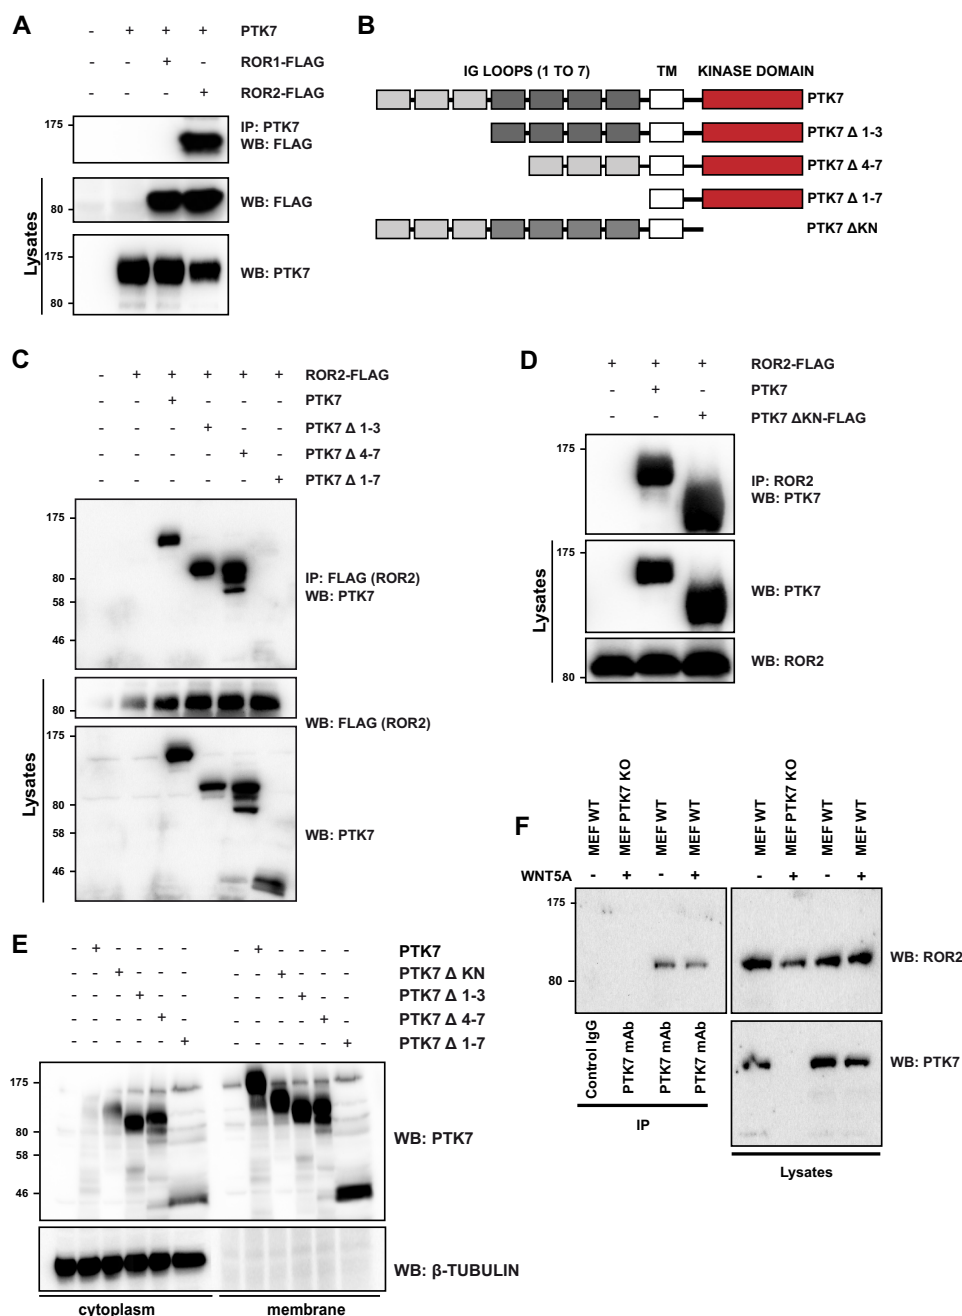 A
- + + + PTK7
- - + - ROR1-FLAG
- - - + ROR2-FLAG
175
IP: PTK7
WB: FLAG
80
WB: FLAG
175
80
WB: PTK7
Lysates
B
IG LOOPS (1 TO 7) TM KINASE DOMAIN
PTK7
PTK7 Δ 1-3
PTK7 Δ 4-7
PTK7 Δ 1-7
PTK7 ΔKN
C
- + + + + + ROR2-FLAG
- - + - - - PTK7
- - - + - - PTK7 Δ 1-3
- - - - + - PTK7 Δ 4-7
- - - - - + PTK7 Δ 1-7
175
80
58
46
IP: FLAG (ROR2)
WB: PTK7
80
WB: FLAG (ROR2)
175
80
58
46
WB: PTK7
Lysates
D
+ + + ROR2-FLAG
- + - PTK7
- - + PTK7 ΔKN-FLAG
175
IP: ROR2
WB: PTK7
175
WB: PTK7
80
WB: ROR2
Lysates
E
- + - - - - - + - - - - PTK7
- - + - - - - - + - - - PTK7 Δ KN
- - - + - - - - - + - - PTK7 Δ 1-3
- - - - + - - - - - + - PTK7 Δ 4-7
- - - - - + - - - - - + PTK7 Δ 1-7
175
80
58
46
WB: PTK7
WB: β-TUBULIN
cytoplasm membrane
F
MEF WT
MEF PTK7 KO
MEF WT
MEF WT
MEF WT
MEF PTK7 KO
MEF WT
MEF WT
WNT5A - + - + - + - +
175
80
WB: ROR2
WB: PTK7
Control IgG
PTK7 mAb
PTK7 mAb
PTK7 mAb
IP
Lysates